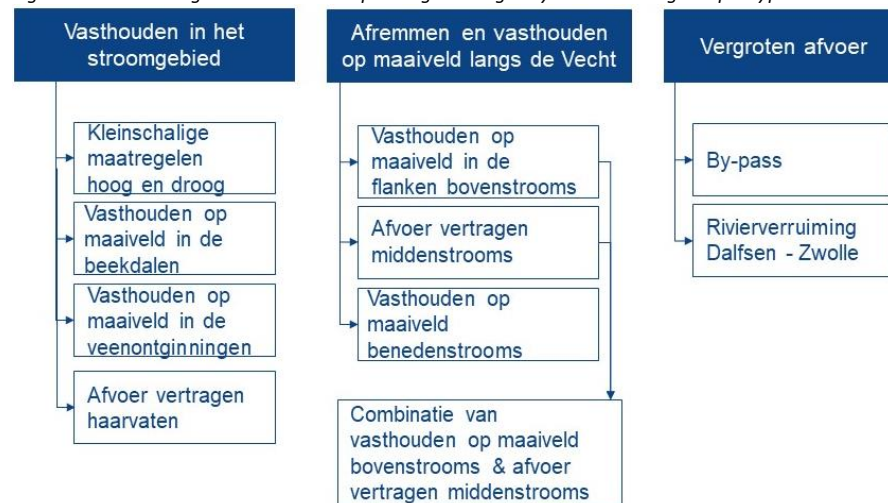 Vasthouden in het
stroomgebied
Kleinschalige
maatregelen
hoog en droog
Vasthouden op
maaiveld in de
beekdalen
Vasthouden op
maaiveld in de
veenontginningen
Afvoer vertragen
haarvaten
Afremmen en vasthouden
op maaiveld langs de Vecht
Vasthouden op
maaiveld in de
flanken bovenstrooms
Afvoer vertragen
middenstrooms
Vasthouden op
maaiveld
benedenstrooms
Combinatie van
vasthouden op maaiveld
bovenstrooms & afvoer
vertragen middenstrooms
Vergroten afvoer
By-pass
Rivierverruiming
Dalfsen - Zwolle